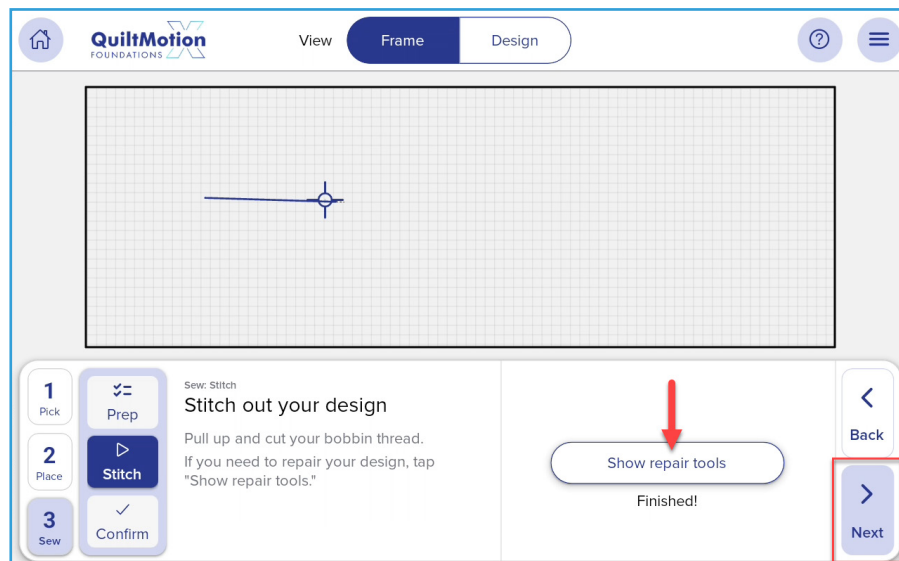 QuiltMotion
FOUNDATIONS
X
View
Frame
Design
?
1
Pick
2
Place
3
Sew
Prep
Stitch
Confirm
Sew: Stitch
Stitch out your design
Pull up and cut your bobbin thread.
If you need to repair your design, tap
"Show repair tools."
Show repair tools
Finished!
Back
Next